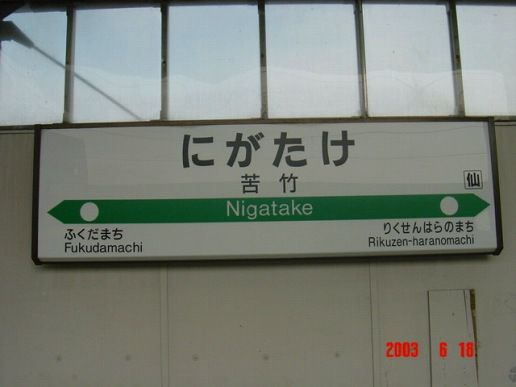 にがたけ
苦竹
仙
Nigatake
ふくだまち
Fukudamachi
りくぜんはらのまち
Rikuzen-haranomachi
2003 6 18